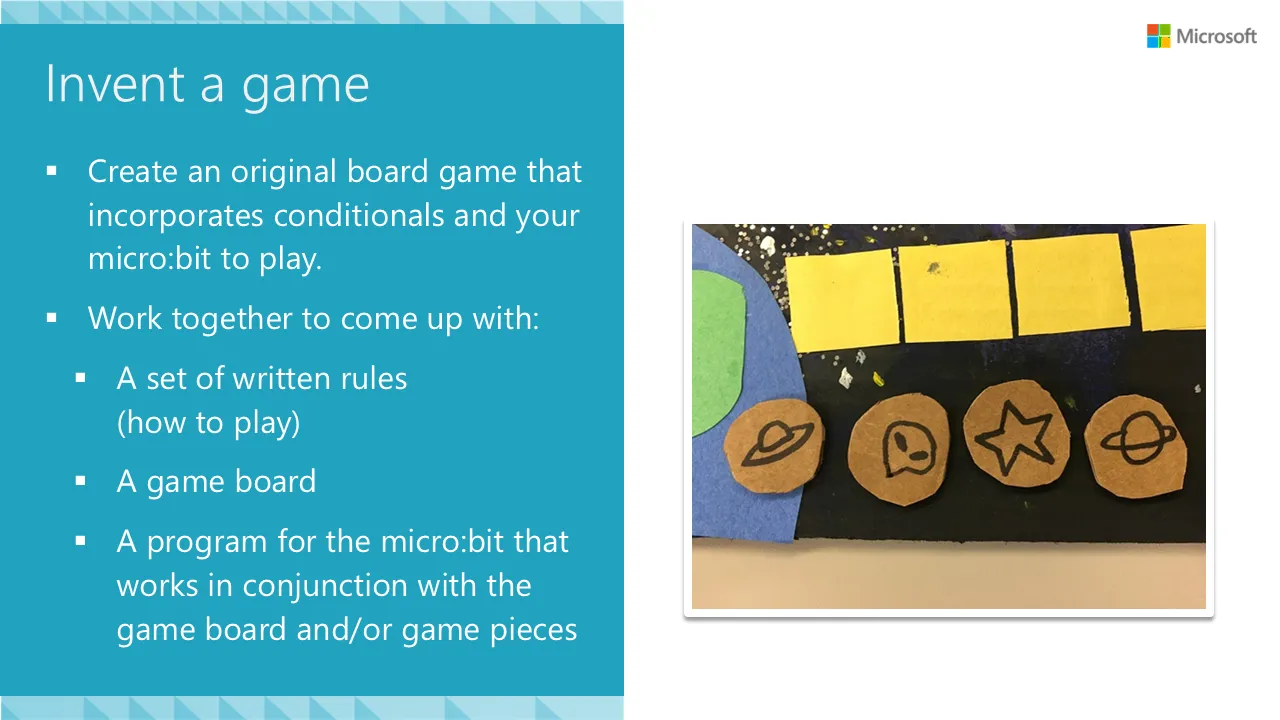 Microsoft
Invent a game
▪ Create an original board game that
incorporates conditionals and your
micro:bit to play.
▪ Work together to come up with:
▪ A set of written rules
(how to play)
▪ A game board
▪ A program for the micro:bit that
works in conjunction with the
game board and/or game pieces